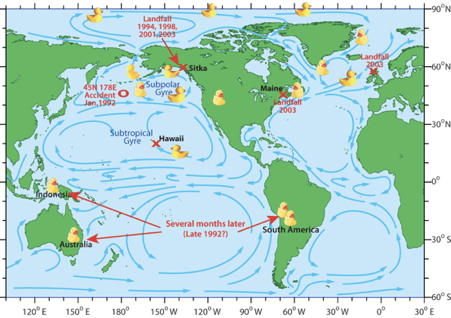 90°N
Landfall
1994, 1998,
2001, 2003
Landfall
2003
60°N
Sitka
45N 178E
Accident
Jan 1992
Subpolar
Gyre
Maine
Landfall
2003
30°N
Subtropical
Gyre
Hawaii
0°
Indonesia
Several months later
(Late 1992?)
South America
30°S
Australia
60°S
120°E
150°E
180°
150°W
120°W
90°W
60°W
30°W
0°
30°E